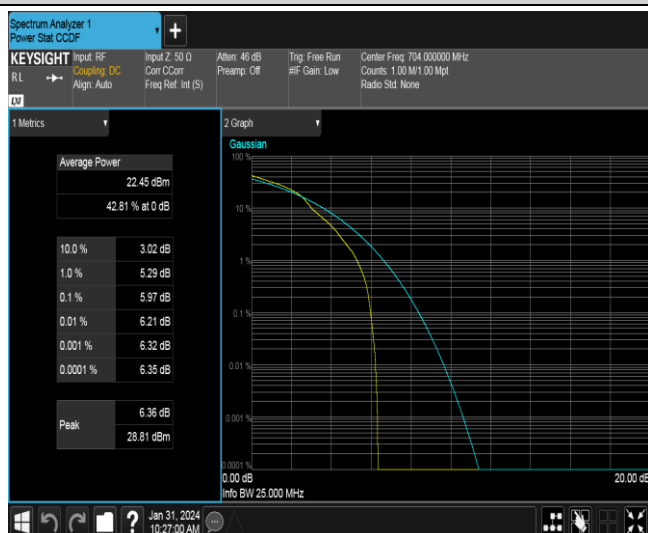 Spectrum Analyzer 1
Power Stat CCDF
KEYSIGHT
RL
LXI
Input: RF
Coupling: DC
Align: Auto
Input Z: 50 Ω
Corr CCorr
Freq Ref: Int (S)
Atten: 46 dB
Preamp: Off
Trig: Free Run
#IF Gain: Low
Center Freq: 704.000000 MHz
Counts: 1.00 M/1.00 Mpt
Radio Std: None
1 Metrics
Average Power
22.45 dBm
42.81 % at 0 dB
10.0 % 3.02 dB
1.0 % 5.29 dB
0.1 % 5.97 dB
0.01 % 6.21 dB
0.001 % 6.32 dB
0.0001 % 6.35 dB
Peak
6.36 dB
28.81 dBm
2 Graph
Gaussian
100 %
10 %
1 %
0.1 %
0.01 %
0.001 %
0.0001 %
0.00 dB 20.00 dB
Info BW 25.000 MHz
?
Jan 31, 2024
10:27:00 AM